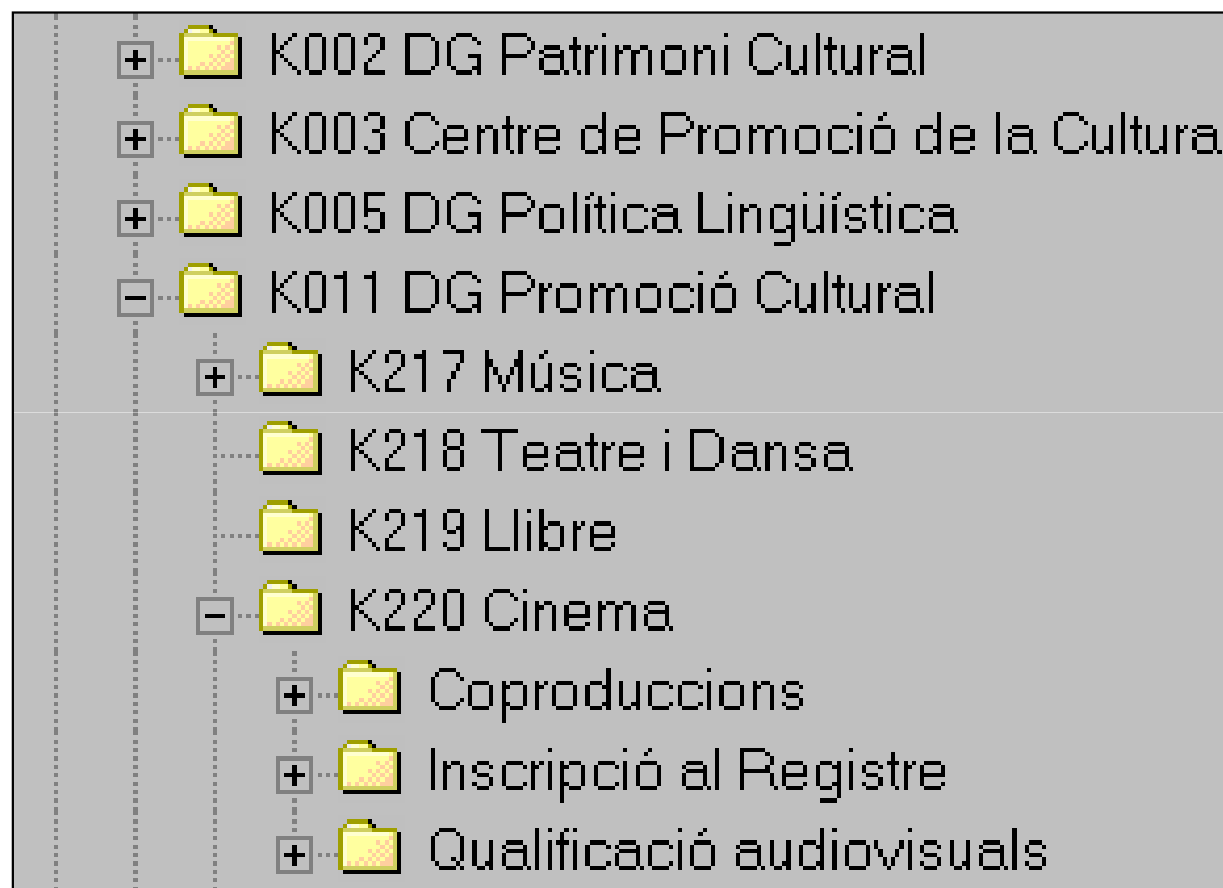 K002 DG Patrimoni Cultural
K003 Centre de Promoció de la Cultura
K005 DG Política Lingüística
K011 DG Promoció Cultural
K217 Música
K218 Teatre i Dansa
K219 Llibre
K220 Cinema
Coproduccions
Inscripció al Registre
Qualificació audiovisuals